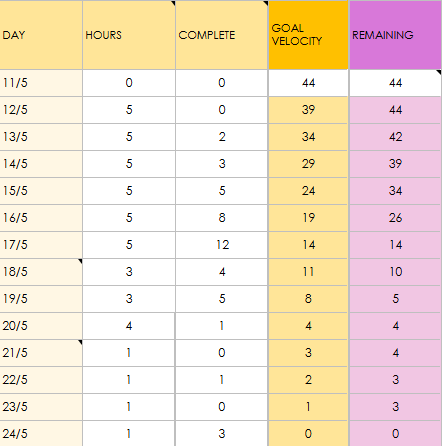 DAY HOURS COMPLETE GOAL VELOCITY REMAINING
11/5 0 0 44 44
12/5 5 0 39 44
13/5 5 2 34 42
14/5 5 3 29 39
15/5 5 5 24 34
16/5 5 8 19 26
17/5 5 12 14 14
18/5 3 4 11 10
19/5 3 5 8 5
20/5 4 1 4 4
21/5 1 0 3 4
22/5 1 1 2 3
23/5 1 0 1 3
24/5 1 3 0 0